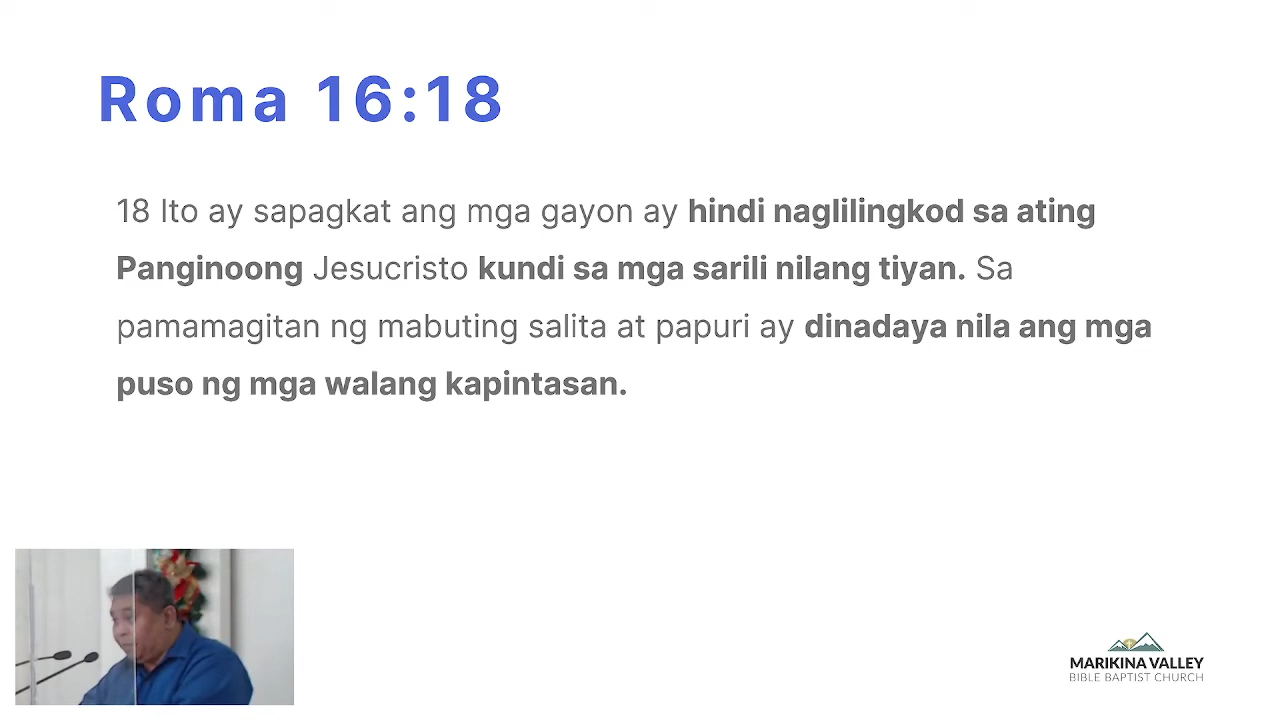 Roma 16:18
18 Ito ay sapagkat ang mga gayon ay hindi naglilingkod sa ating
Panginoong Jesucristo kundi sa mga sarili nilang tiyan. Sa
pamamagitan ng mabuting salita at papuri ay dinadaya nila ang mga
puso ng mga walang kapintasan.
MARIKINA VALLEY
BIBLE BAPTIST CHURCH